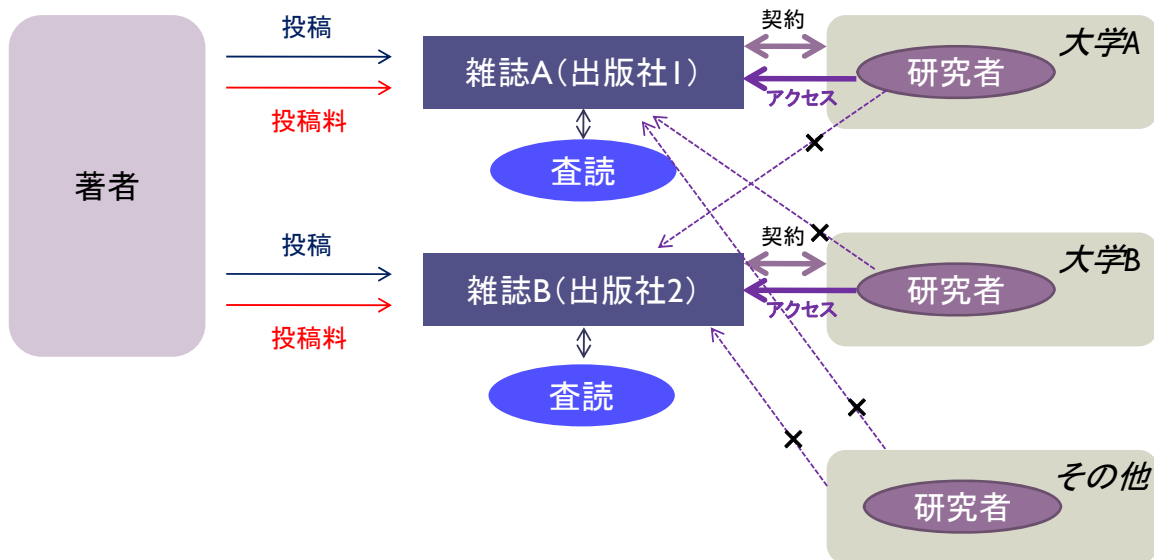 著者
投稿
投稿料
雑誌A（出版社1）
査読
契約
アクセス
大学A
研究者
投稿
投稿料
雑誌B（出版社2）
査読
契約
アクセス
大学B
研究者
その他
研究者